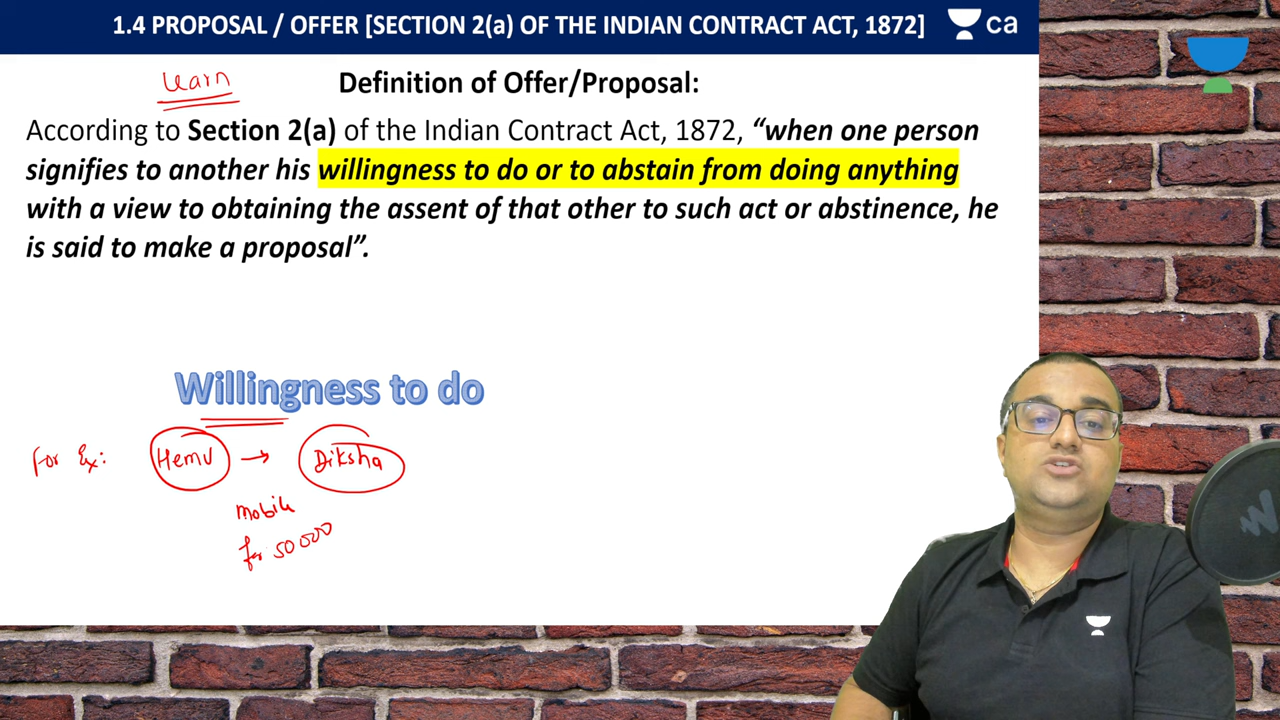 1.4 PROPOSAL / OFFER [SECTION 2(a) OF THE INDIAN CONTRACT ACT, 1872]
ca
Learn
Definition of Offer/Proposal:
According to Section 2(a) of the Indian Contract Act, 1872, “when one person
signifies to another his willingness to do or to abstain from doing anything
with a view to obtaining the assent of that other to such act or abstinence, he
is said to make a proposal”.
Willingness to do
For Ex: Hemu → Diksha
mobile
for 50000